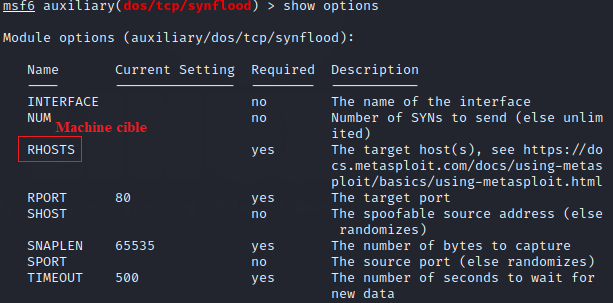 msf6 auxiliary(dos/tcp/synflood) > show options
Module options (auxiliary/dos/tcp/synflood):
Name Current Setting Required Description
---- --------------- -------- -----------
INTERFACE no The name of the interface
NUM no Number of SYNs to send (else unlim
ited)
Machine cible
RHOSTS yes The target host(s), see https://do
cs.metasploit.com/docs/using-metas
ploit/basics/using-metasploit.html
RPORT 80 yes The target port
SHOST no The spoofable source address (else
randomizes)
SNAPLEN 65535 yes The number of bytes to capture
SPORT no The source port (else randomizes)
TIMEOUT 500 yes The number of seconds to wait for
new data